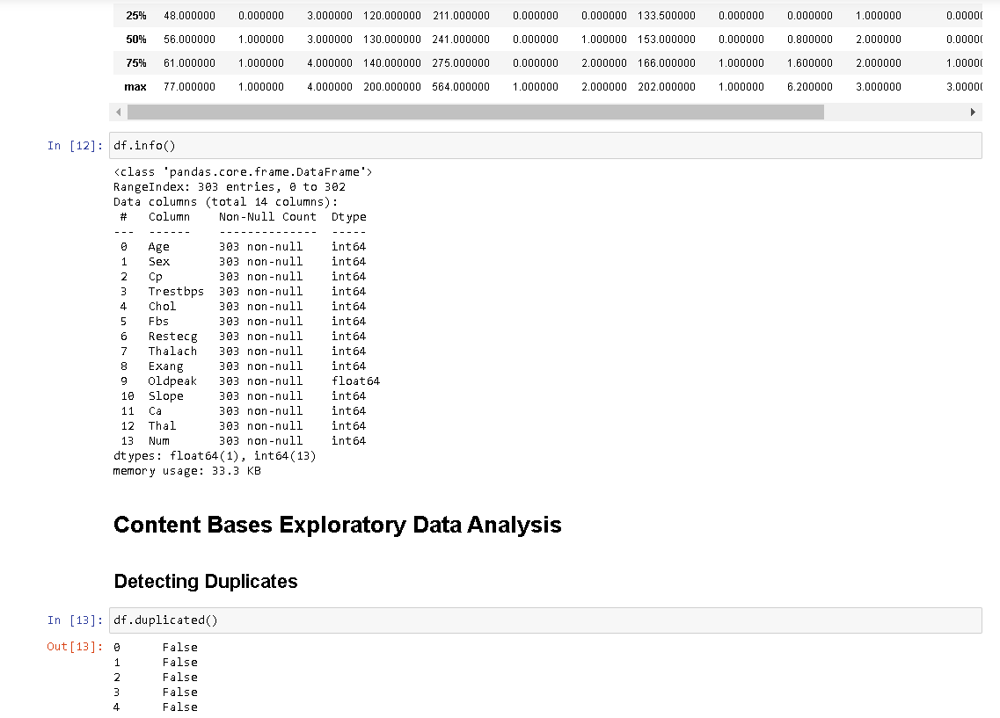 25% 48.000000 0.000000 3.000000 120.000000 211.000000 0.000000 0.000000 133.500000 0.000000 0.000000 1.000000 0.0000
50% 56.000000 1.000000 3.000000 130.000000 241.000000 0.000000 1.000000 153.000000 0.000000 0.800000 2.000000 0.0000
75% 61.000000 1.000000 4.000000 140.000000 275.000000 0.000000 2.000000 166.000000 1.000000 1.600000 2.000000 1.0000
max 77.000000 1.000000 4.000000 200.000000 564.000000 1.000000 2.000000 202.000000 1.000000 6.200000 3.000000 3.0000
In [12]: df.info()
<class 'pandas.core.frame.DataFrame'>
RangeIndex: 303 entries, 0 to 302
Data columns (total 14 columns):
 #   Column    Non-Null Count  Dtype
---  ------    --------------  -----
 0   Age       303 non-null    int64
 1   Sex       303 non-null    int64
 2   Cp        303 non-null    int64
 3   Trestbps  303 non-null    int64
 4   Chol      303 non-null    int64
 5   Fbs       303 non-null    int64
 6   Restecg   303 non-null    int64
 7   Thalach   303 non-null    int64
 8   Exang     303 non-null    int64
 9   Oldpeak   303 non-null    float64
 10  Slope     303 non-null    int64
 11  Ca        303 non-null    int64
 12  Thal      303 non-null    int64
 13  Num       303 non-null    int64
dtypes: float64(1), int64(13)
memory usage: 33.3 KB
Content Bases Exploratory Data Analysis
Detecting Duplicates
In [13]: df.duplicated()
Out[13]: 0      False
1      False
2      False
3      False
4      False